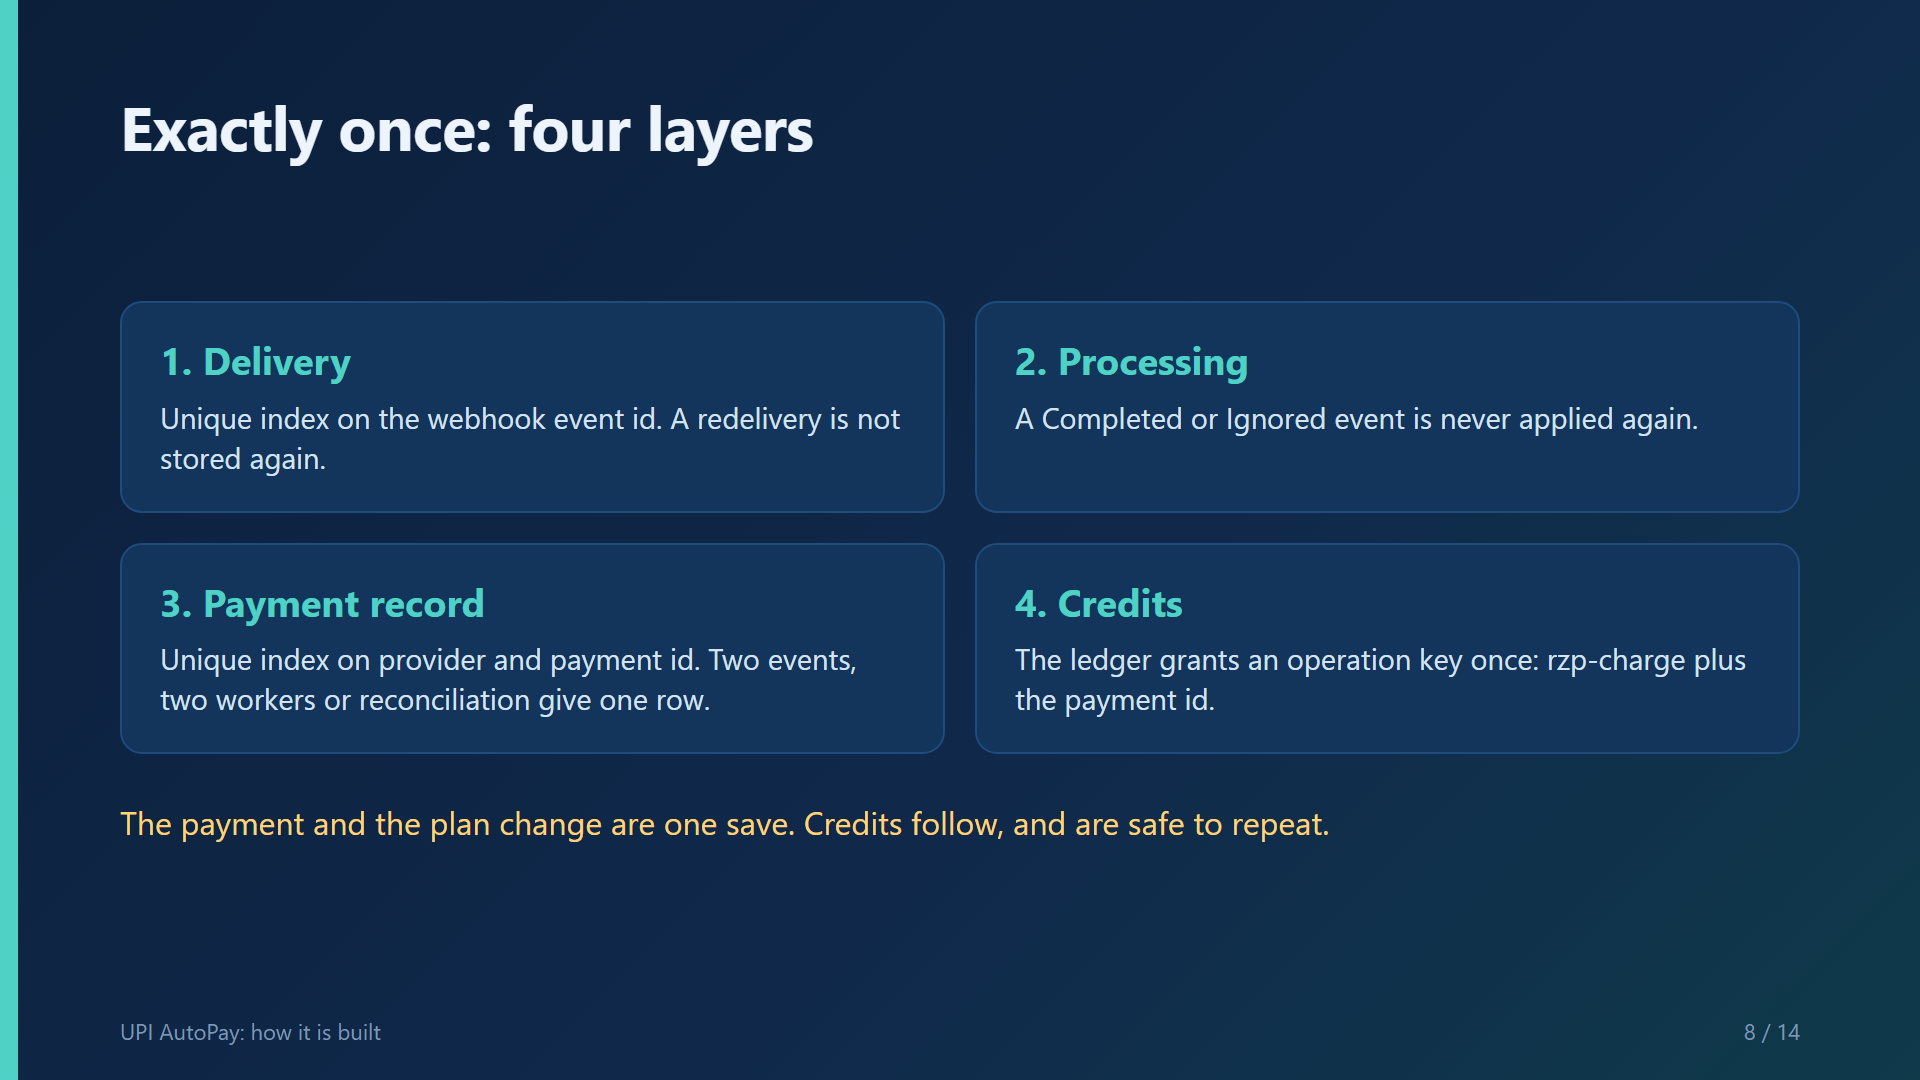 Exactly once: four layers
1. Delivery
Unique index on the webhook event id. A redelivery is not
stored again.
2. Processing
A Completed or Ignored event is never applied again.
3. Payment record
Unique index on provider and payment id. Two events,
two workers or reconciliation give one row.
4. Credits
The ledger grants an operation key once: rzp-charge plus
the payment id.
The payment and the plan change are one save. Credits follow, and are safe to repeat.
UPI AutoPay: how it is built
8 / 14